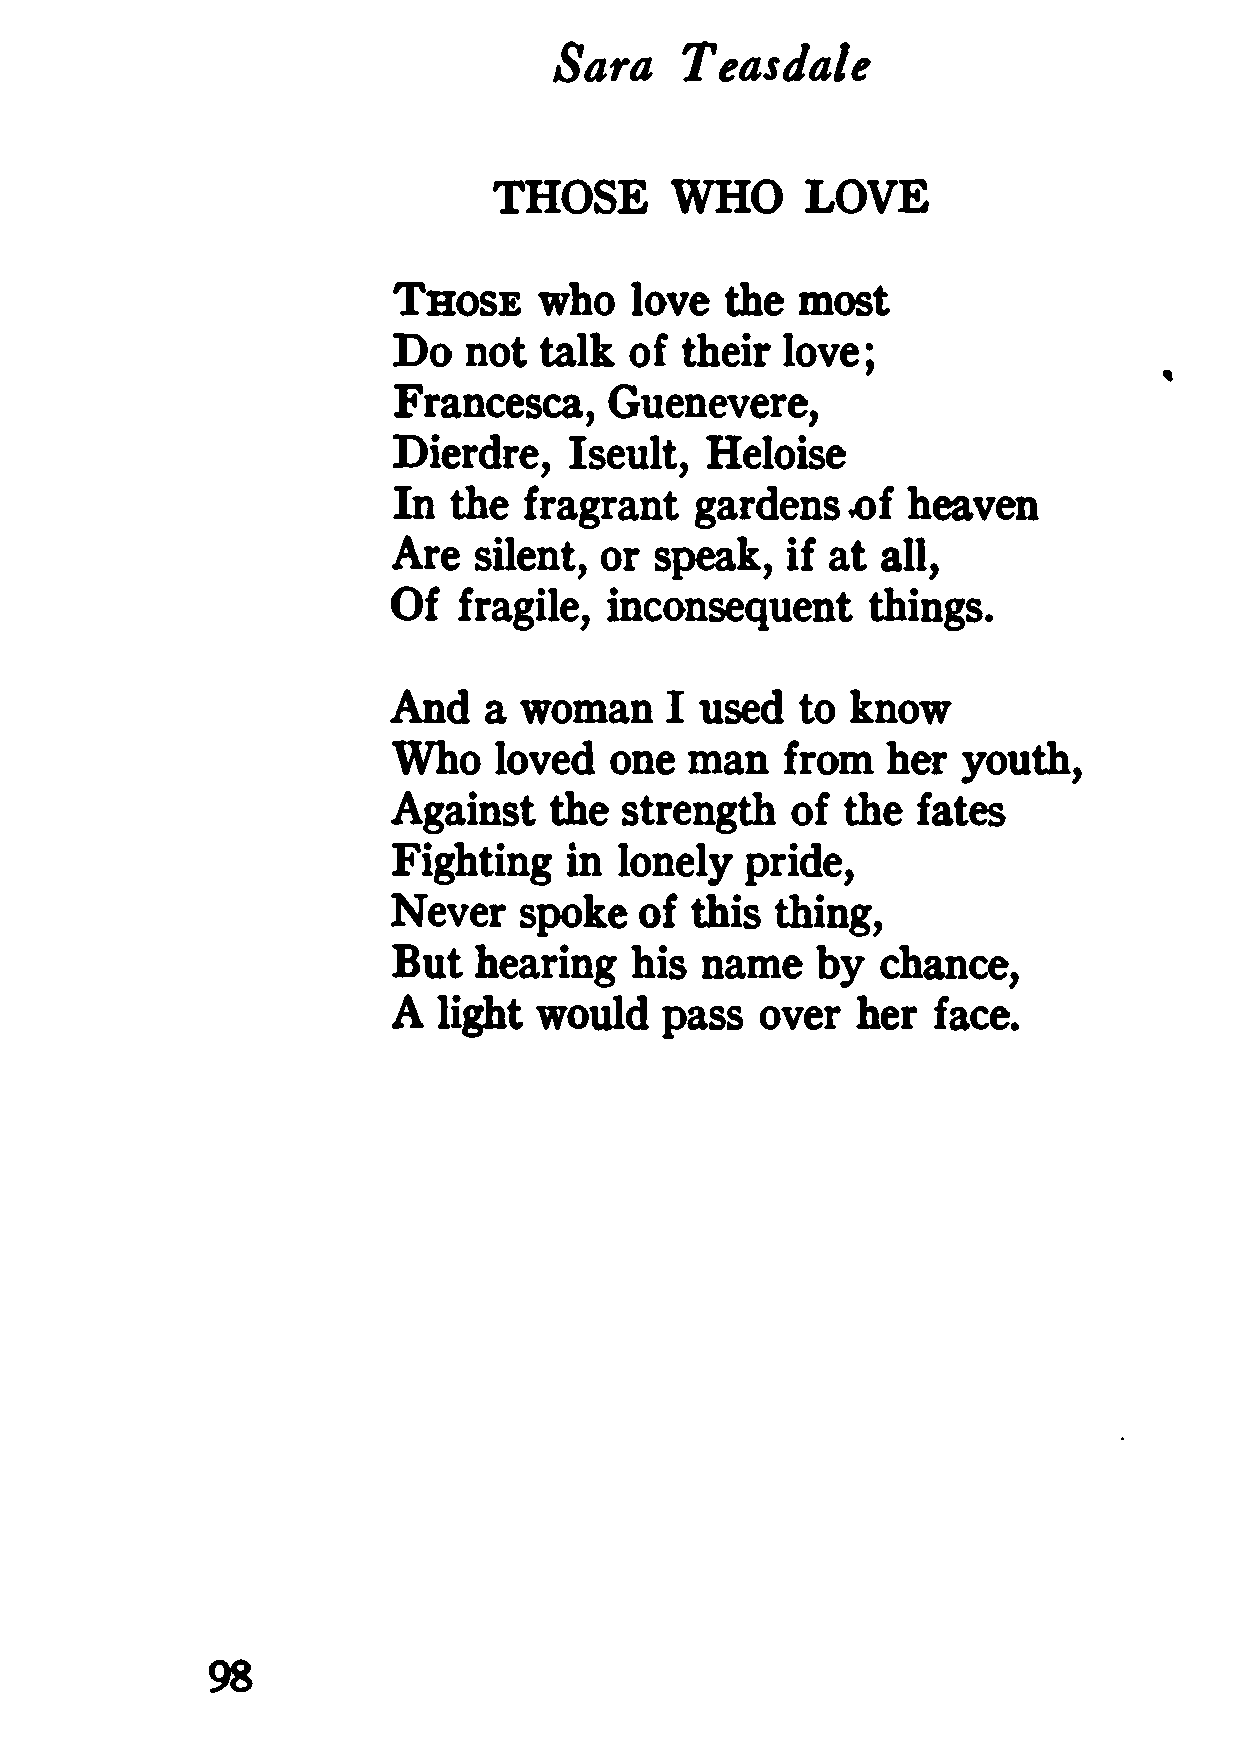 Sara Teasdale
THOSE WHO LOVE
THOSE who love the most
Do not talk of their love;
Francesca, Guenevere,
Dierdre, Iseult, Heloise
In the fragrant gardens of heaven
Are silent, or speak, if at all,
Of fragile, inconsequent things.
And a woman I used to know
Who loved one man from her youth,
Against the strength of the fates
Fighting in lonely pride,
Never spoke of this thing,
But hearing his name by chance,
A light would pass over her face.
98